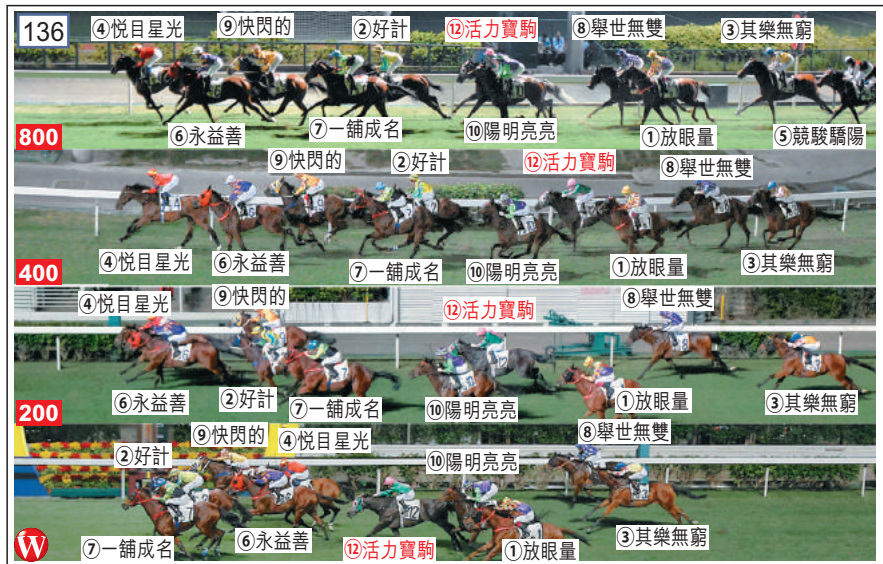 136 ④悦目星光 ⑨快閃的 ②好計 ⑫活力寶駒 ⑧舉世無雙 ③其樂無窮
800 ⑥永益善 ⑦一舖成名 ⑩陽明亮亮 ①放眼量 ⑤競駿驕陽
⑨快閃的 ②好計 ⑫活力寶駒 ⑧舉世無雙
400 ④悦目星光 ⑥永益善 ⑦一舖成名 ⑩陽明亮亮 ①放眼量 ③其樂無窮
④悦目星光 ⑨快閃的 ⑫活力寶駒 ⑧舉世無雙
200 ⑥永益善 ②好計 ⑦一舖成名 ⑩陽明亮亮 ①放眼量 ③其樂無窮
②好計 ⑨快閃的 ④悦目星光 ⑩陽明亮亮 ⑧舉世無雙
W ⑦一舖成名 ⑥永益善 ⑫活力寶駒 ①放眼量 ③其樂無窮